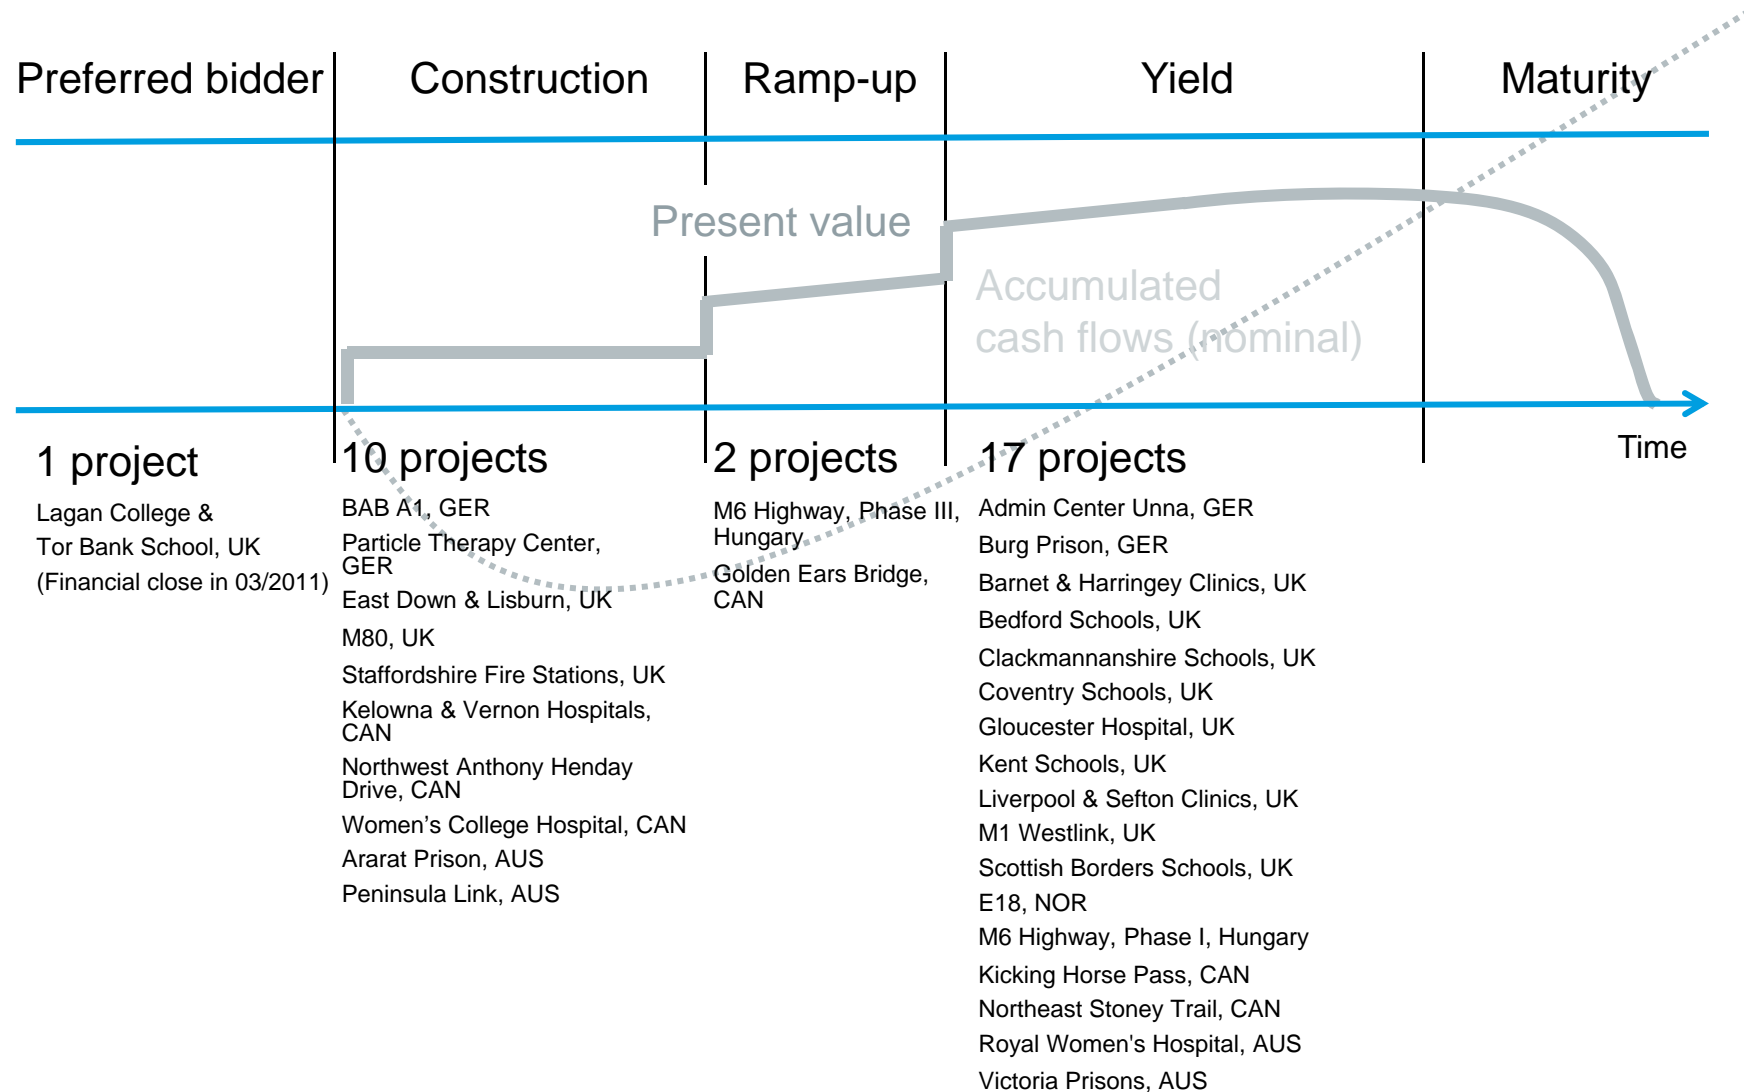 Preferred bidder
Construction
Ramp-up
Yield
Maturity
Present value
Accumulated
cash flows (nominal)
Time
1 project
Lagan College &
Tor Bank School, UK
(Financial close in 03/2011)
10 projects
BAB A1, GER
Particle Therapy Center,
GER
East Down & Lisburn, UK
M80, UK
Staffordshire Fire Stations, UK
Kelowna & Vernon Hospitals,
CAN
Northwest Anthony Henday
Drive, CAN
Women’s College Hospital, CAN
Ararat Prison, AUS
Peninsula Link, AUS
2 projects
M6 Highway, Phase III,
Hungary
Golden Ears Bridge,
CAN
17 projects
Admin Center Unna, GER
Burg Prison, GER
Barnet & Harringey Clinics, UK
Bedford Schools, UK
Clackmannanshire Schools, UK
Coventry Schools, UK
Gloucester Hospital, UK
Kent Schools, UK
Liverpool & Sefton Clinics, UK
M1 Westlink, UK
Scottish Borders Schools, UK
E18, NOR
M6 Highway, Phase I, Hungary
Kicking Horse Pass, CAN
Northeast Stoney Trail, CAN
Royal Women's Hospital, AUS
Victoria Prisons, AUS